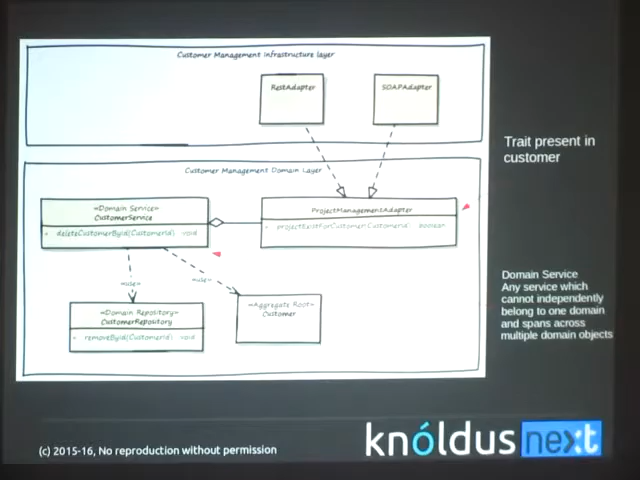 Customer Management Infrastructure layer
RestAdapter
SOAPAdapter
Trait present in
customer
Customer Management Domain Layer
«Domain Service»
CustomerService
+ deleteCustomerById(CustomerId) : void
ProjectManagementAdapter
+ projectExistForCustomer(CustomerId) : boolean
«use»
«use»
«Domain Repository»
CustomerRepository
+ removeById(CustomerId) : void
«Aggregate Root»
Customer
Domain Service
Any service which
cannot independently
belong to one domain
and spans across
multiple domain objects
(c) 2015-16, No reproduction without permission
knóldus next